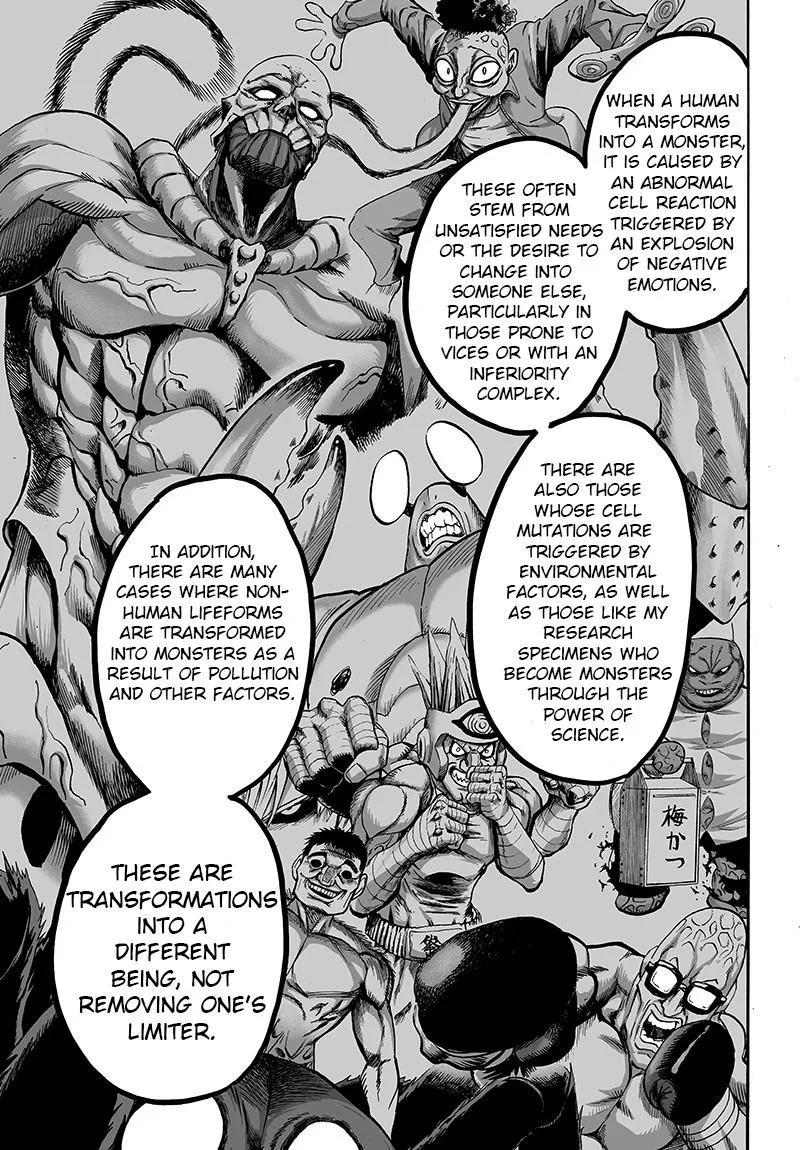 WHEN A HUMAN
TRANSFORMS
INTO A MONSTER,
IT IS CAUSED BY
AN ABNORMAL
CELL REACTION
TRIGGERED BY
AN EXPLOSION
OF NEGATIVE
EMOTIONS.
THESE OFTEN
STEM FROM
UNSATISFIED NEEDS
OR THE DESIRE TO
CHANGE INTO
SOMEONE ELSE,
PARTICULARLY IN
THOSE PRONE TO
VICES OR WITH AN
INFERIORITY
COMPLEX.
THERE ARE
ALSO THOSE
WHOSE CELL
MUTATIONS ARE
TRIGGERED BY
ENVIRONMENTAL
FACTORS, AS WELL
AS THOSE LIKE MY
RESEARCH
SPECIMENS WHO
BECOME MONSTERS
THROUGH THE
POWER OF
SCIENCE.
IN ADDITION,
THERE ARE MANY
CASES WHERE NON-
HUMAN LIFEFORMS
ARE TRANSFORMED
INTO MONSTERS AS A
RESULT OF POLLUTION
AND OTHER FACTORS.
梅かつ
THESE ARE
TRANSFORMATIONS
INTO A
DIFFERENT
BEING, NOT
REMOVING ONE'S
LIMITER.